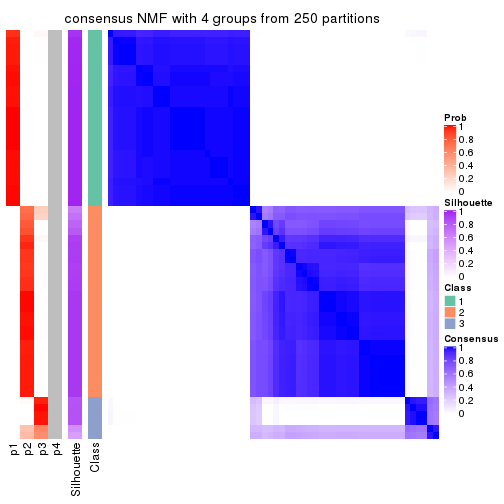 consensus NMF with 4 groups from 250 partitions
Prob
1
0.8
0.6
0.4
0.2
0
Silhouette
1
0.8
0.6
0.4
0.2
0
Class
1
2
3
Consensus
1
0.8
0.6
0.4
0.2
0
p1
p2
p3
p4
Silhouette
Class